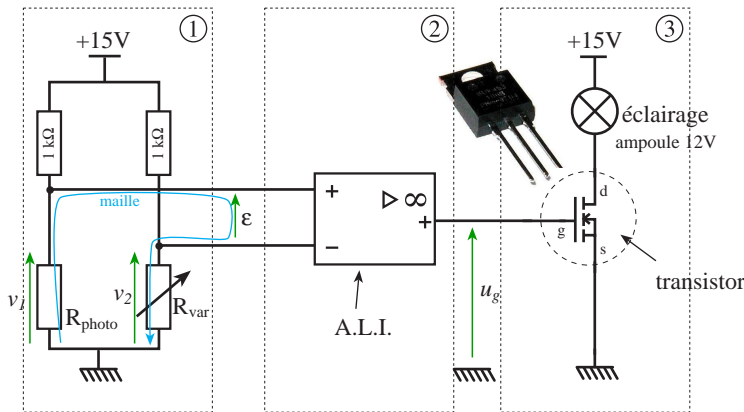 1
2
3
+15V
+15V
1 kΩ
1 kΩ
éclairage
ampoule 12V
maille
ε
+
−
▷ ∞
+
d
g
s
transistor
v1
v2
Rphoto
Rvar
ug
A.L.I.